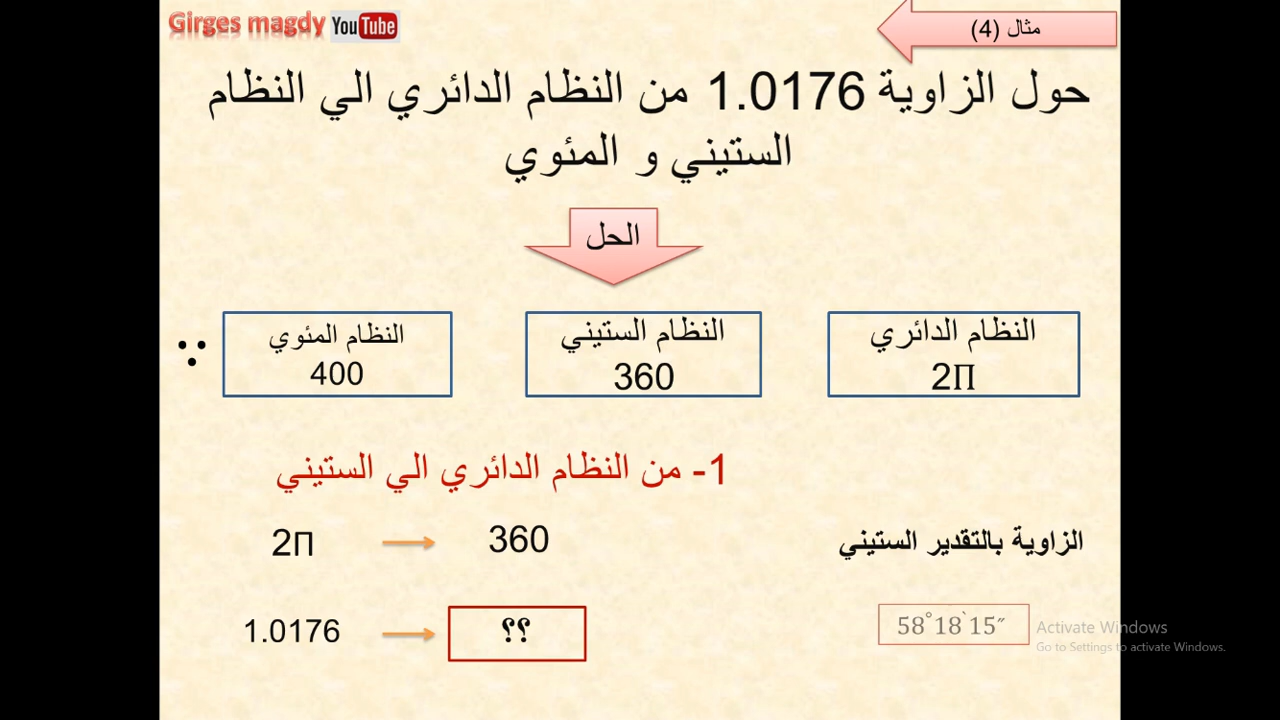 Girges magdy YouTube
مثال (4)
حول الزاوية 1.0176 من النظام الدائري الي النظام
الستيني و المئوي
الحل
النظام الدائري
2Π
النظام الستيني
360
النظام المئوي
400
∵
1- من النظام الدائري الي الستيني
2Π → 360
الزاوية بالتقدير الستيني
1.0176 → ؟؟
58°18`15″
Activate Windows
Go to Settings to activate Windows.